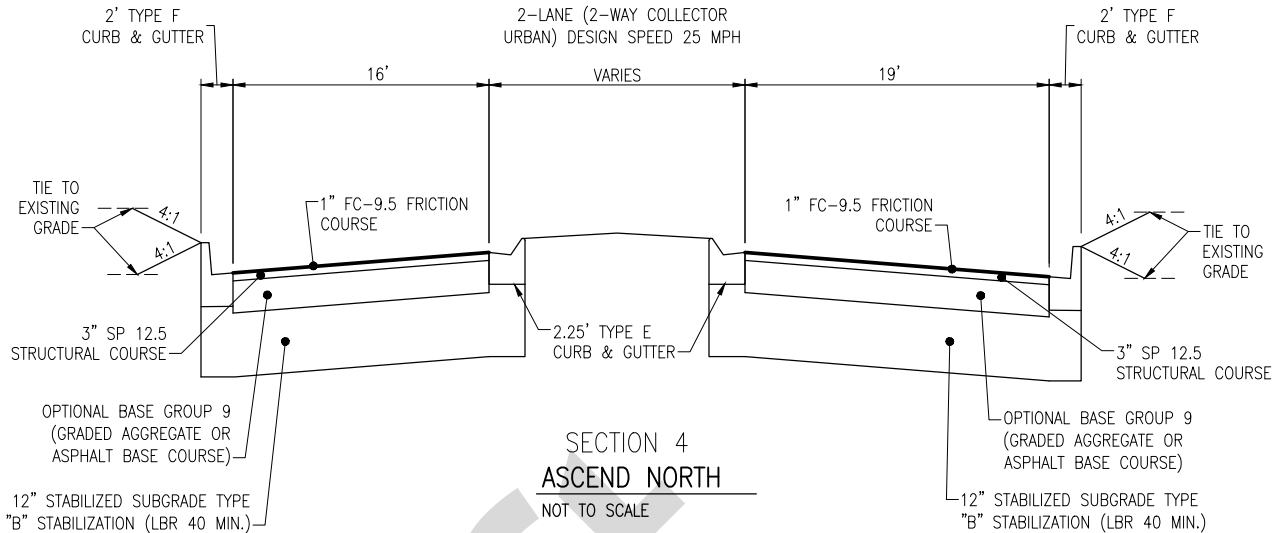 2' TYPE F
CURB & GUTTER
2-LANE (2-WAY COLLECTOR
URBAN) DESIGN SPEED 25 MPH
2' TYPE F
CURB & GUTTER
16'
VARIES
19'
TIE TO
EXISTING
GRADE
4:1
4:1
1" FC-9.5 FRICTION
COURSE
1" FC-9.5 FRICTION
COURSE
4:1
4:1
TIE TO
EXISTING
GRADE
3" SP 12.5
STRUCTURAL COURSE
2.25' TYPE E
CURB & GUTTER
3" SP 12.5
STRUCTURAL COURSE
OPTIONAL BASE GROUP 9
(GRADED AGGREGATE OR
ASPHALT BASE COURSE)
OPTIONAL BASE GROUP 9
(GRADED AGGREGATE OR
ASPHALT BASE COURSE)
SECTION 4
ASCEND NORTH
NOT TO SCALE
12" STABILIZED SUBGRADE TYPE
"B" STABILIZATION (LBR 40 MIN.)
12" STABILIZED SUBGRADE TYPE
"B" STABILIZATION (LBR 40 MIN.)